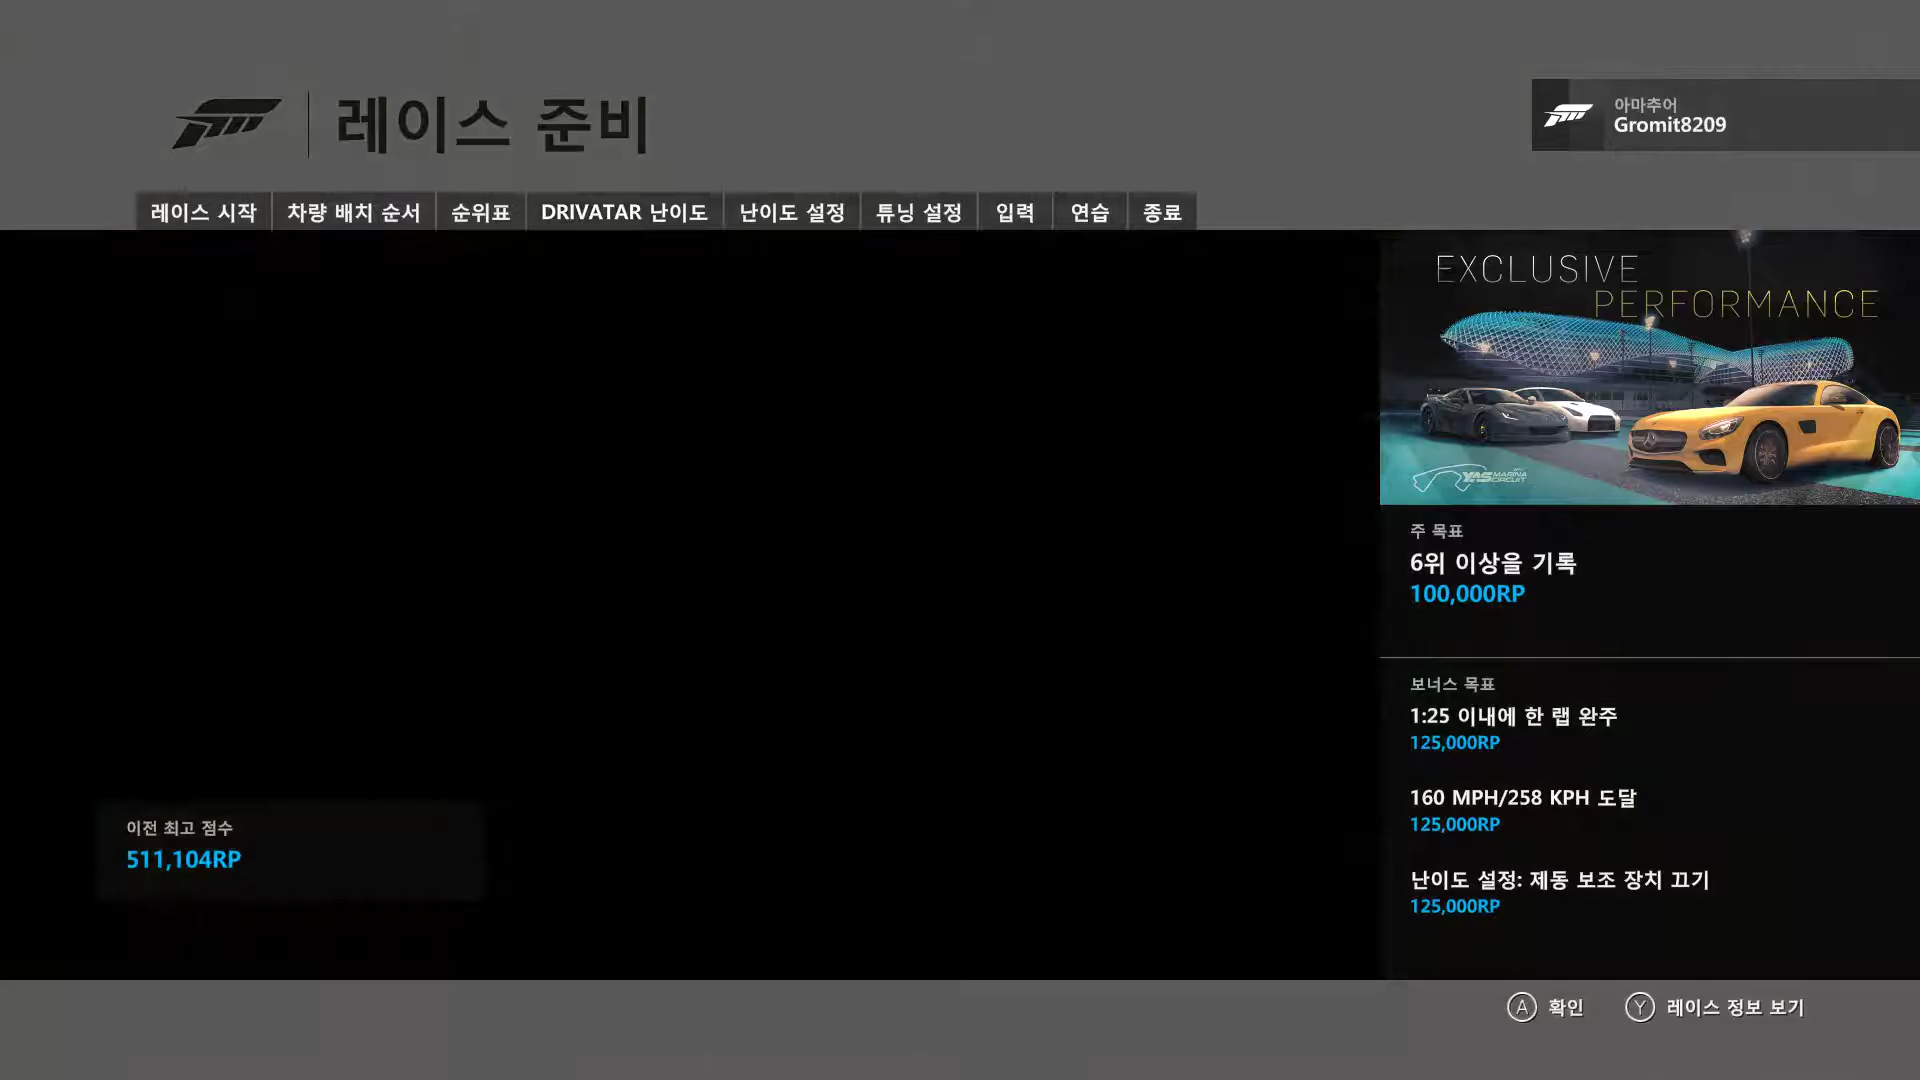 레이스 준비
아마추어
Gromit8209
레이스 시작
차량 배치 순서
순위표
DRIVATAR 난이도
난이도 설정
튜닝 설정
입력
연습
종료
EXCLUSIVE
PERFORMANCE
YAS MARINA
CIRCUIT
주 목표
6위 이상을 기록
100,000RP
보너스 목표
1:25 이내에 한 랩 완주
125,000RP
160 MPH/258 KPH 도달
125,000RP
난이도 설정: 제동 보조 장치 끄기
125,000RP
이전 최고 점수
511,104RP
A 확인
Y 레이스 정보 보기